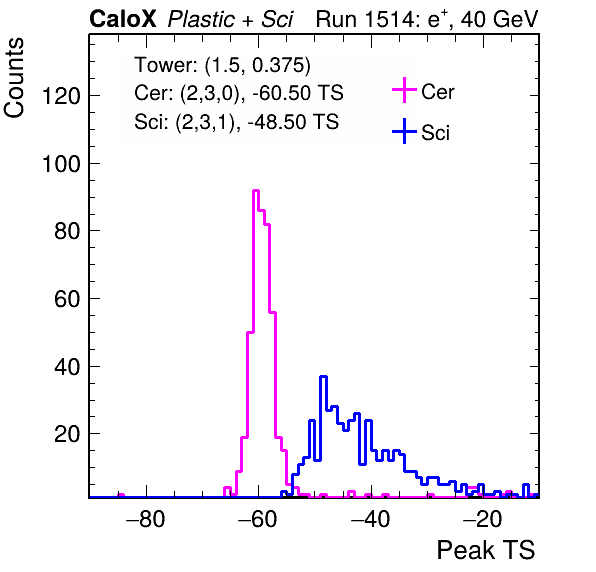 CaloX Plastic + Sci Run 1514: e+, 40 GeV
Counts
Tower: (1.5, 0.375)
Cer: (2,3,0), -60.50 TS
Sci: (2,3,1), -48.50 TS
Cer
Sci
120
100
80
60
40
20
−80 −60 −40 −20
Peak TS